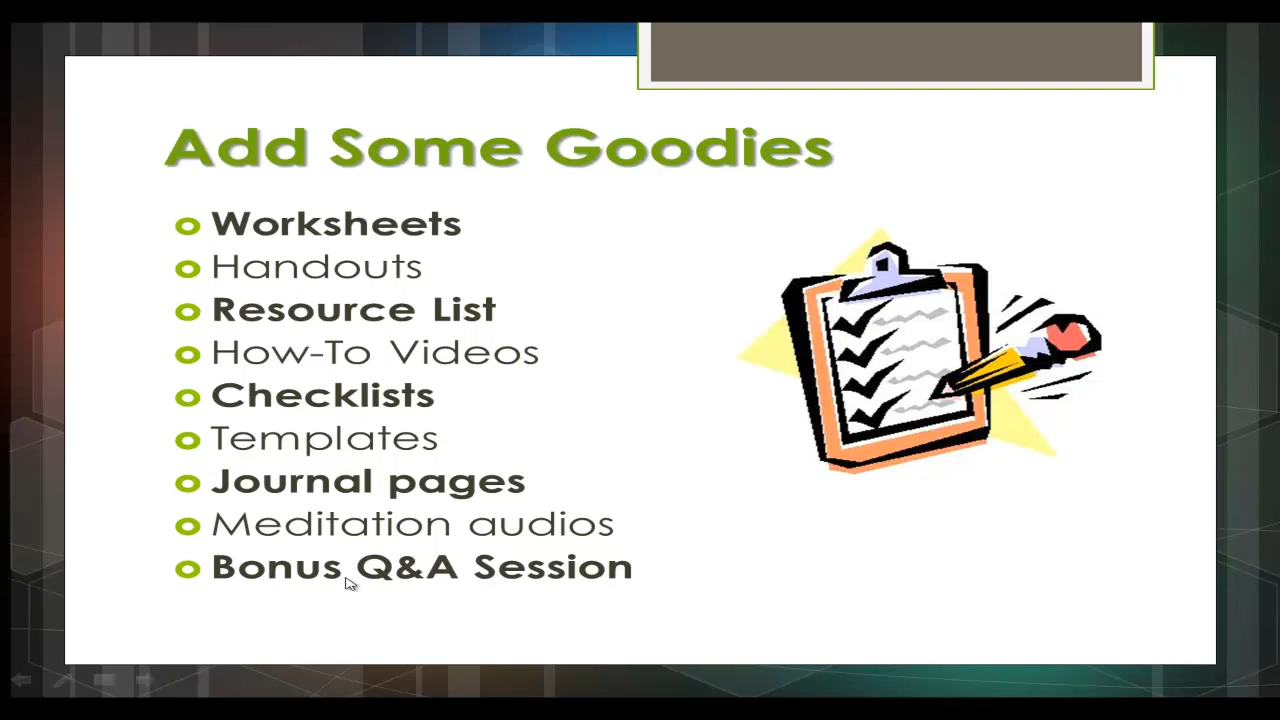 Add Some Goodies
Worksheets
Handouts
Resource List
How-To Videos
Checklists
Templates
Journal pages
Meditation audios
Bonus Q&A Session